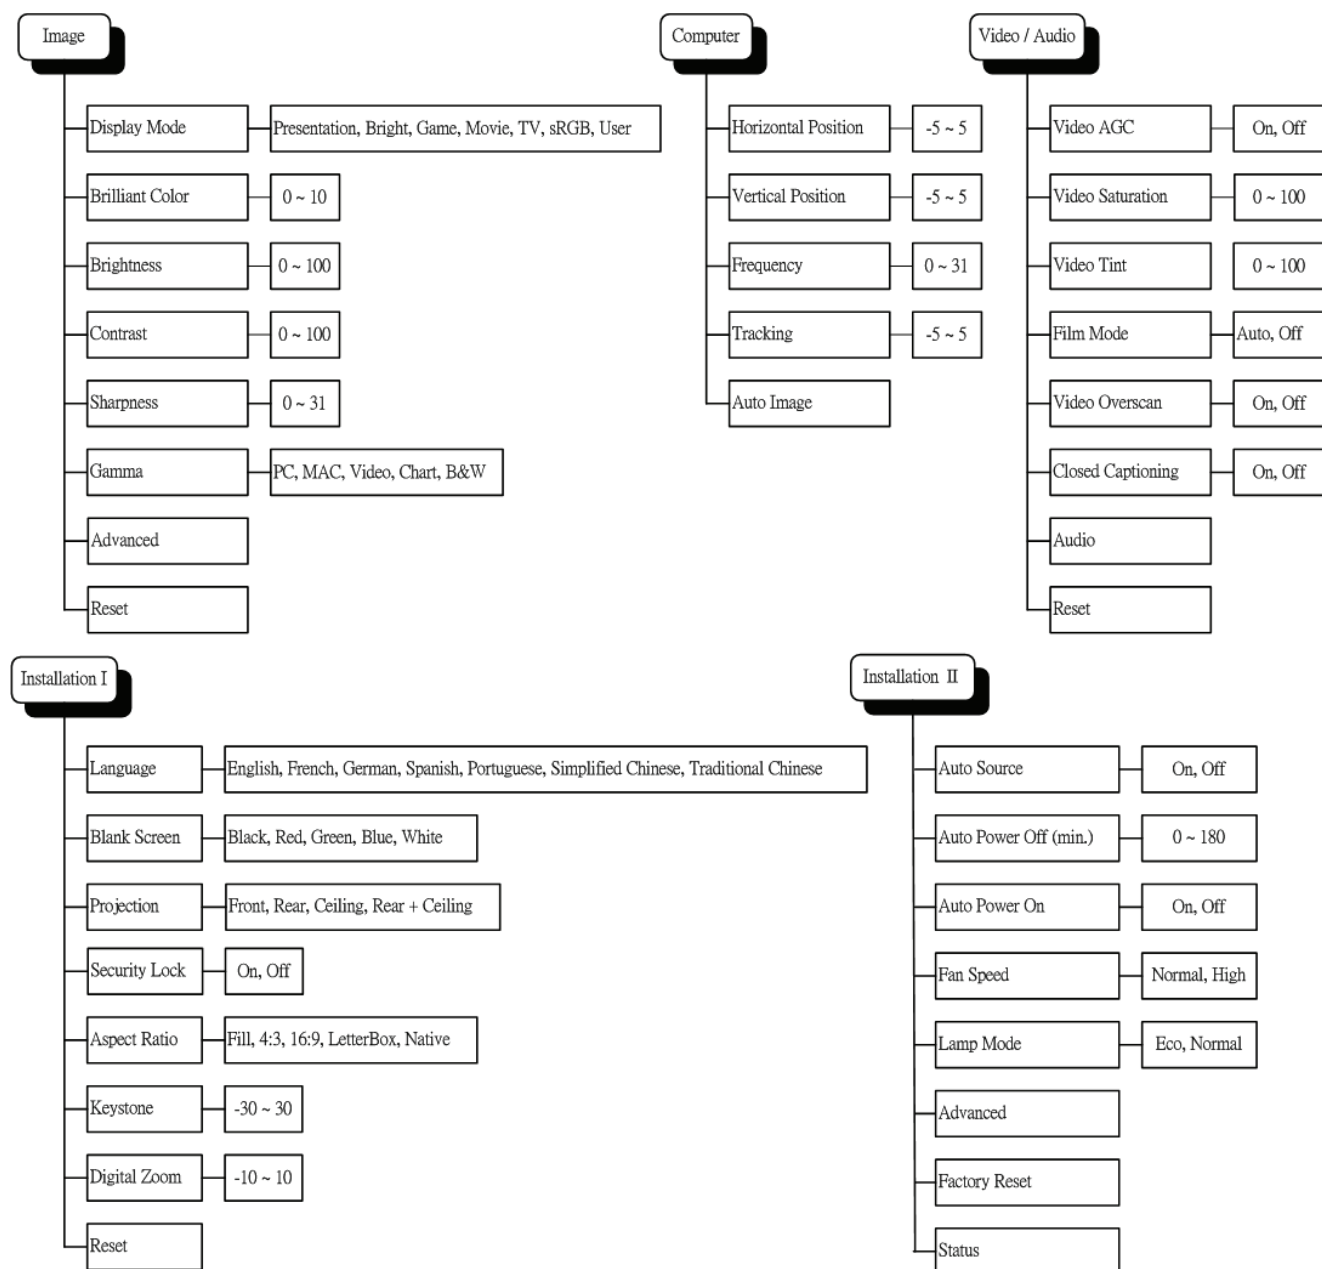 Image
Display Mode
Presentation, Bright, Game, Movie, TV, sRGB, User
Brilliant Color
0 ~ 10
Brightness
0 ~ 100
Contrast
0 ~ 100
Sharpness
0 ~ 31
Gamma
PC, MAC, Video, Chart, B&W
Advanced
Reset
Computer
Horizontal Position
-5 ~ 5
Vertical Position
-5 ~ 5
Frequency
0 ~ 31
Tracking
-5 ~ 5
Auto Image
Video / Audio
Video AGC
On, Off
Video Saturation
0 ~ 100
Video Tint
0 ~ 100
Film Mode
Auto, Off
Video Overscan
On, Off
Closed Captioning
On, Off
Audio
Reset
Installation I
Language
English, French, German, Spanish, Portuguese, Simplified Chinese, Traditional Chinese
Blank Screen
Black, Red, Green, Blue, White
Projection
Front, Rear, Ceiling, Rear + Ceiling
Security Lock
On, Off
Aspect Ratio
Fill, 4:3, 16:9, LetterBox, Native
Keystone
-30 ~ 30
Digital Zoom
-10 ~ 10
Reset
Installation II
Auto Source
On, Off
Auto Power Off (min.)
0 ~ 180
Auto Power On
On, Off
Fan Speed
Normal, High
Lamp Mode
Eco, Normal
Advanced
Factory Reset
Status